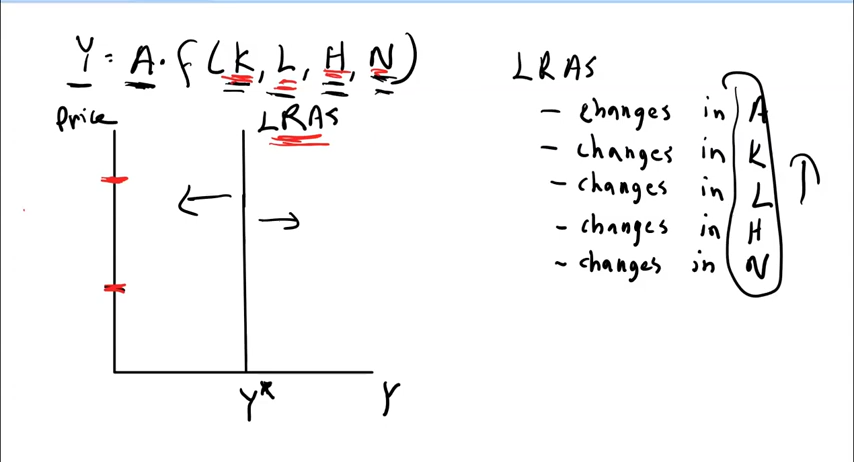 Y = A · f(K, L, H, N)
Price
LRAS
Y*
Y
LRAS
- changes in A
- changes in K
- changes in L
- changes in H
~ changes in N